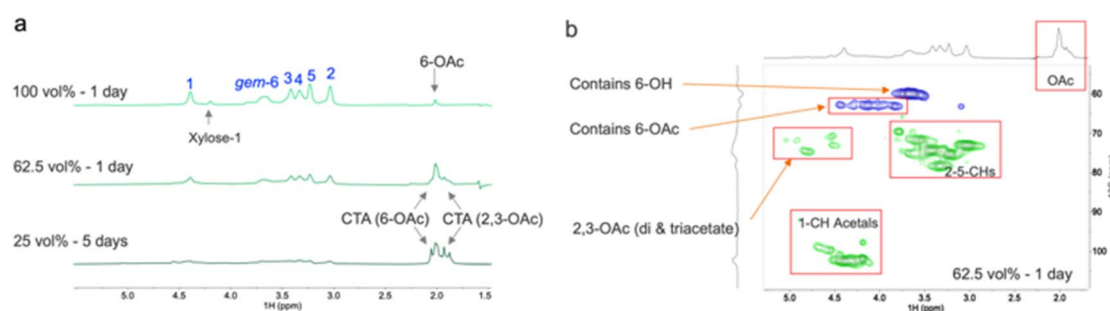 a
6-OAc
1
gem-6
3 4 5 2
100 vol% - 1 day
Xylose-1
62.5 vol% - 1 day
CTA (6-OAc)
CTA (2,3-OAc)
25 vol% - 5 days
5.0 4.5 4.0 3.5 3.0 2.5 2.0 1.5
1H (ppm)
b
OAc
Contains 6-OH
Contains 6-OAc
2-5-CHs
2,3-OAc (di & triacetate)
1-CH Acetals
62.5 vol% - 1 day
60
70
80
90
100
5.0 4.5 4.0 3.5 3.0 2.5 2.0
1H (ppm)